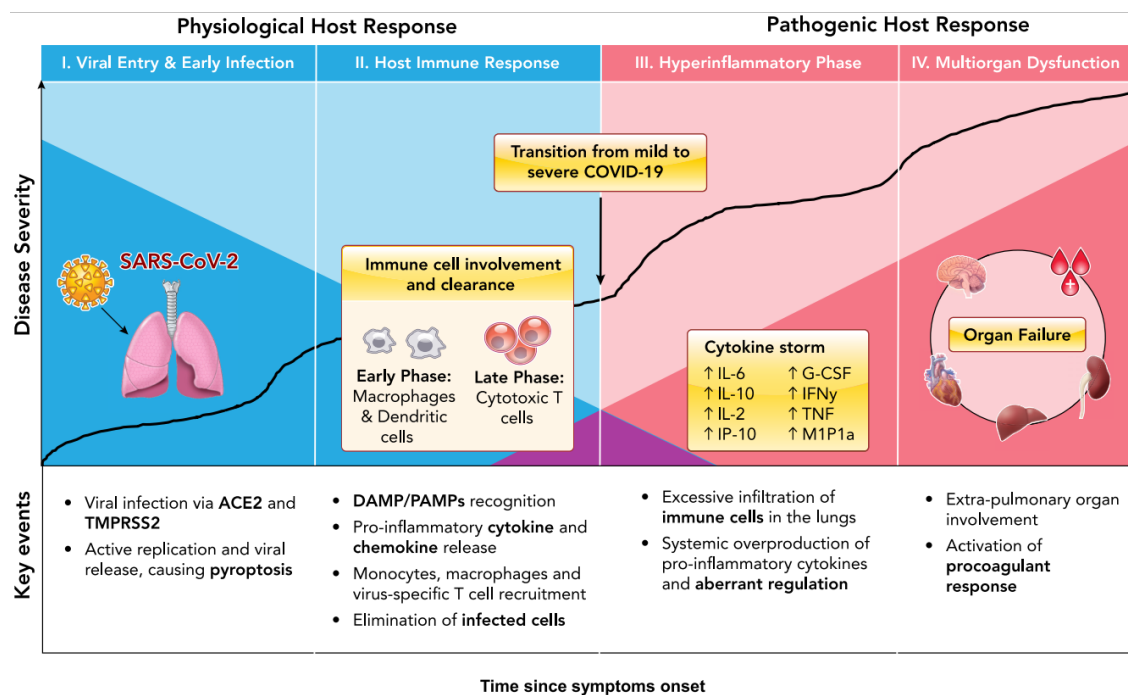 Physiological Host Response
Pathogenic Host Response
I. Viral Entry & Early Infection
II. Host Immune Response
III. Hyperinflammatory Phase
IV. Multiorgan Dysfunction
Disease Severity
Transition from mild to
severe COVID-19
SARS-CoV-2
Immune cell involvement
and clearance
Early Phase:
Macrophages
& Dendritic
cells
Late Phase:
Cytotoxic T
cells
Cytokine storm
↑ IL-6
↑ IL-10
↑ IL-2
↑ IP-10
↑ G-CSF
↑ IFNy
↑ TNF
↑ M1P1a
Organ Failure
Key events
• Viral infection via ACE2 and
TMPRSS2
• Active replication and viral
release, causing pyroptosis
• DAMP/PAMPs recognition
• Pro-inflammatory cytokine and
chemokine release
• Monocytes, macrophages and
virus-specific T cell recruitment
• Elimination of infected cells
• Excessive infiltration of
immune cells in the lungs
• Systemic overproduction of
pro-inflammatory cytokines
and aberrant regulation
• Extra-pulmonary organ
involvement
• Activation of
procoagulant
response
Time since symptoms onset